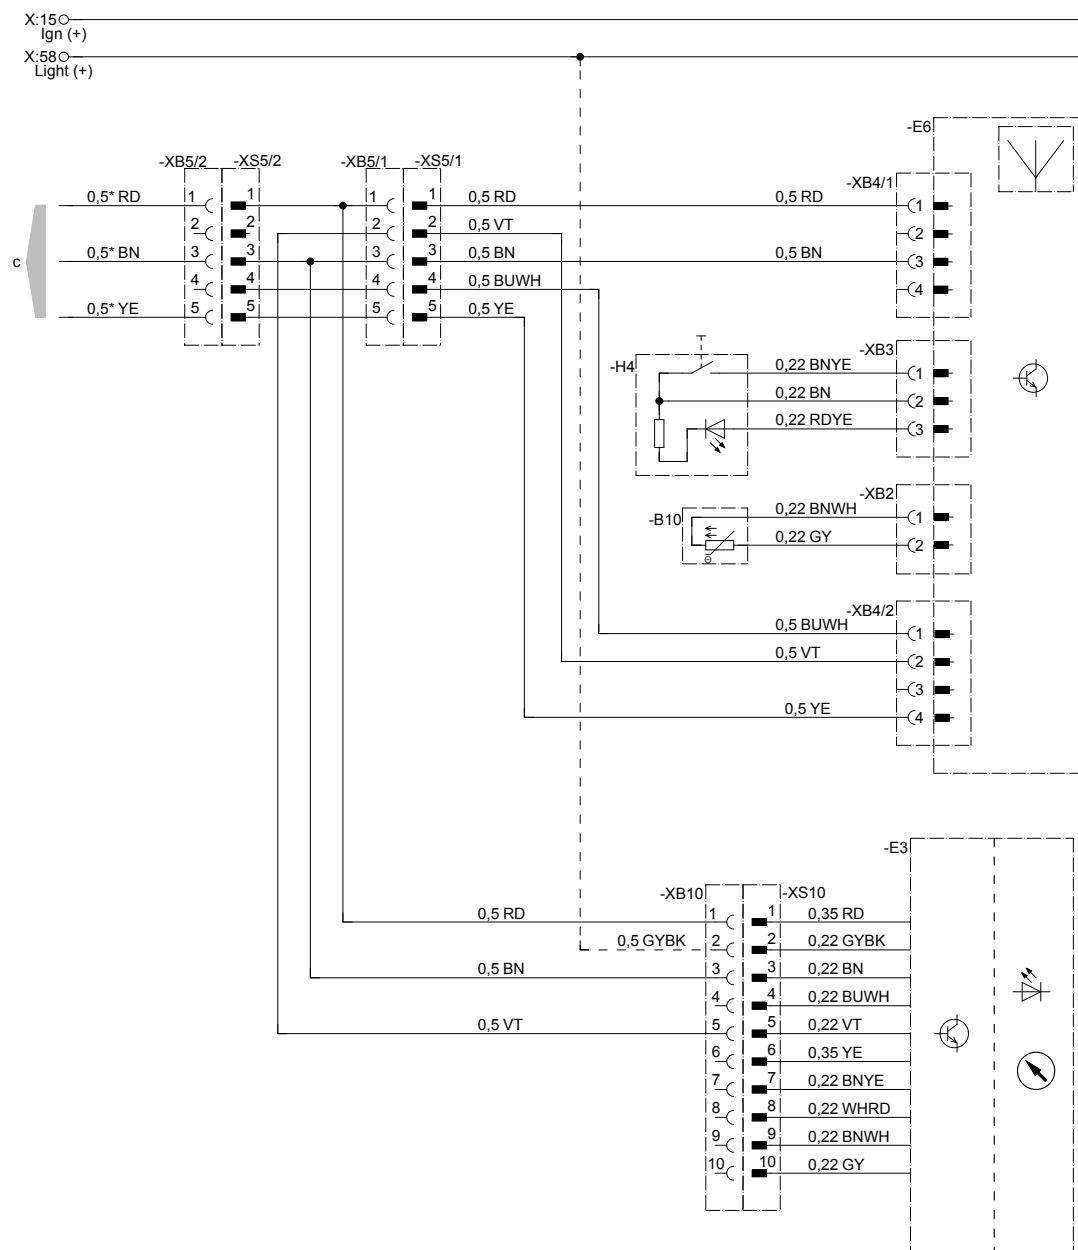 X:15
Ign (+)
X:58
Light (+)
-E6
-XB5/2 -XS5/2 -XB5/1 -XS5/1
-XB4/1
0,5* RD 1 1 1 1 0,5 RD 0,5 RD 1
2 2 2 2 0,5 VT 2
c 0,5* BN 3 3 3 3 0,5 BN 0,5 BN 3
4 4 4 4 0,5 BUWH 4
0,5* YE 5 5 5 5 0,5 YE
-XB3
-H4 0,22 BNYE 1
0,22 BN 2
0,22 RDYE 3
-XB2
-B10 0,22 BNWH 1
0,22 GY 2
Θ
-XB4/2
0,5 BUWH 1
0,5 VT 2
3
0,5 YE 4
-E3
-XB10 -XS10
0,5 RD 1 1 0,35 RD
0,5 GYBK 2 2 0,22 GYBK
0,5 BN 3 3 0,22 BN
4 4 0,22 BUWH
0,5 VT 5 5 0,22 VT
6 6 0,35 YE
7 7 0,22 BNYE
8 8 0,22 WHRD
9 9 0,22 BNWH
10 10 0,22 GY